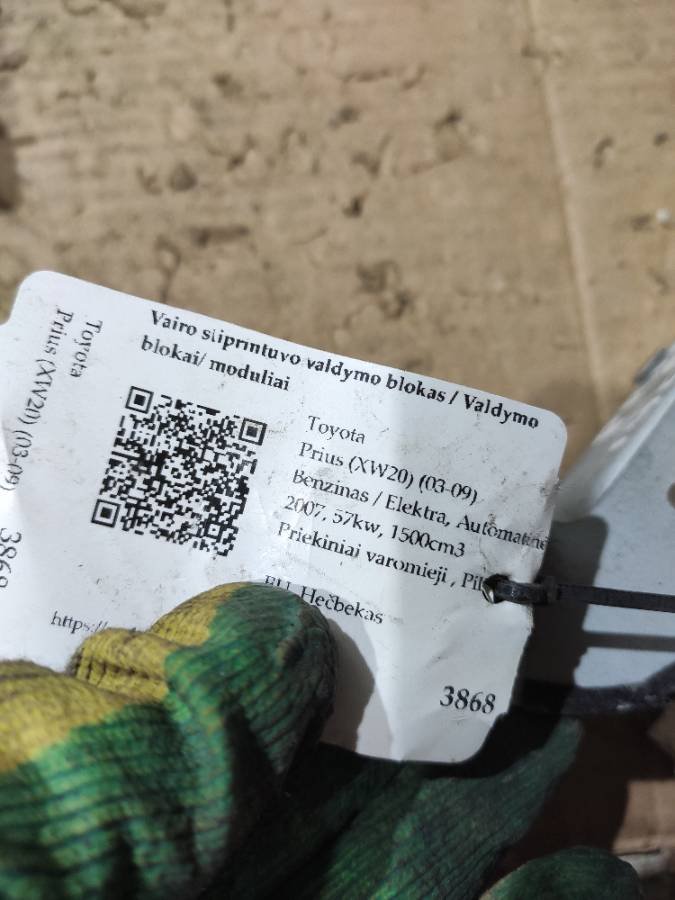 Vairo stiprintuvo valdymo blokas / Valdymo
blokai/ moduliai
Toyota
Prius (XW20) (03-09)
Benzinas / Elektra, Automatinė
2007, 57kw, 1500cm3
Priekiniai varomieji,
EU, Hečbekas
3868
https:/
Toyota
Prius (XW20) (03-09)
3868